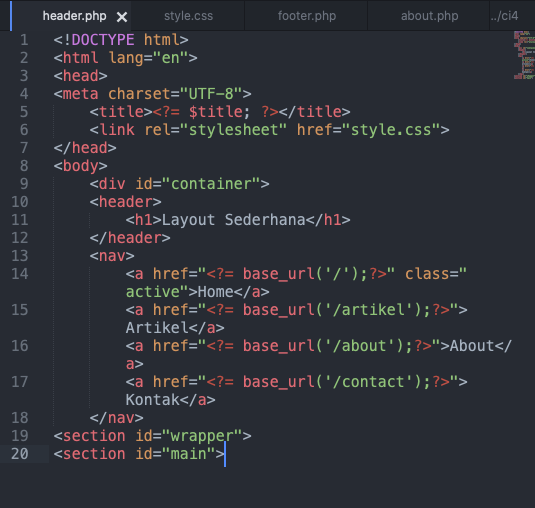 header.php style.css footer.php about.php ../ci4
1 <!DOCTYPE html>
2 <html lang="en">
3 <head>
4 <meta charset="UTF-8">
5 <title><?= $title; ?></title>
6 <link rel="stylesheet" href="style.css">
7 </head>
8 <body>
9 <div id="container">
10 <header>
11 <h1>Layout Sederhana</h1>
12 </header>
13 <nav>
14 <a href="<?= base_url('/');?>" class="
active">Home</a>
15 <a href="<?= base_url('/artikel');?>">
Artikel</a>
16 <a href="<?= base_url('/about');?>">About</
a>
17 <a href="<?= base_url('/contact');?>">
Kontak</a>
18 </nav>
19 <section id="wrapper">
20 <section id="main">